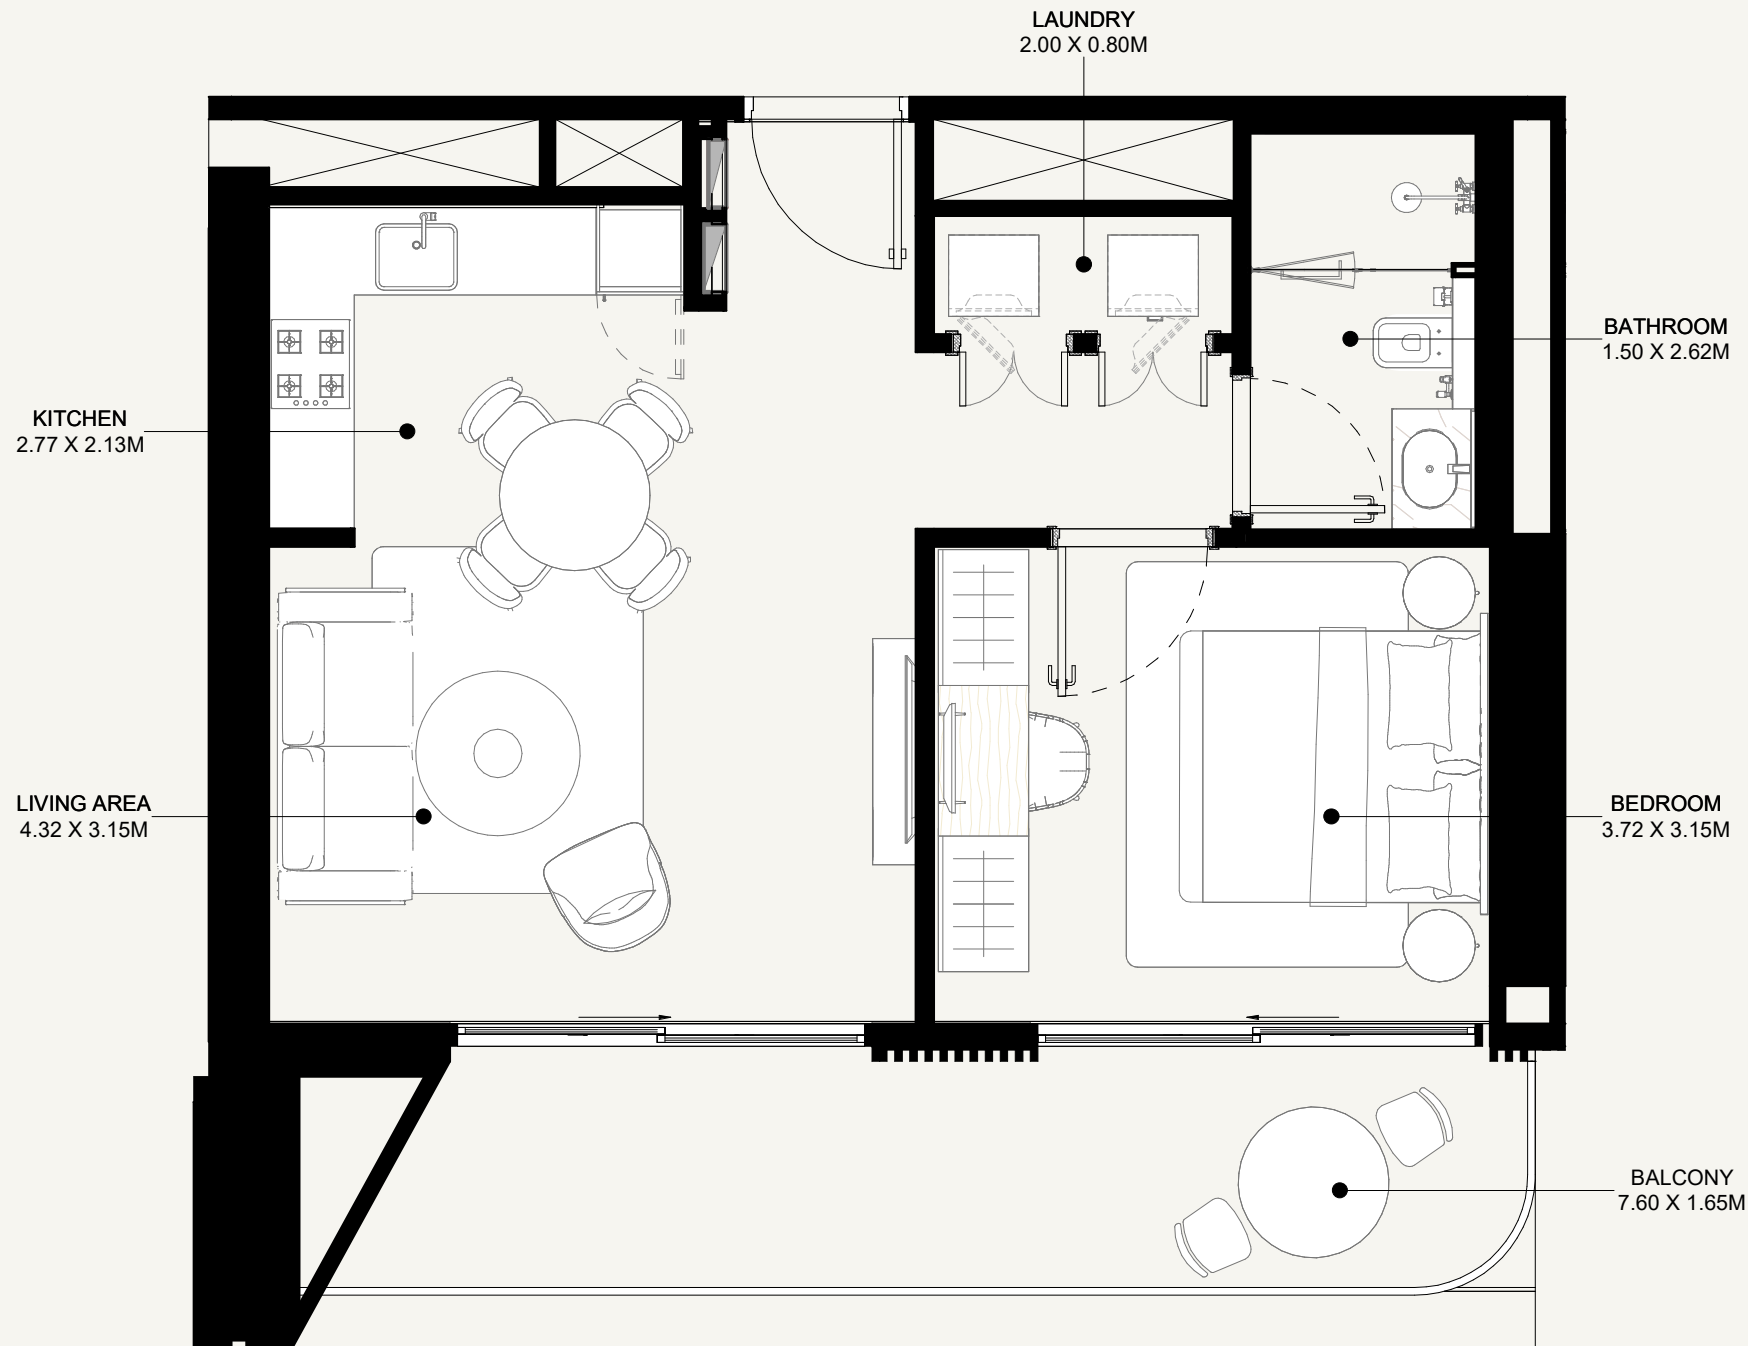 LAUNDRY
2.00 X 0.80M
BATHROOM
1.50 X 2.62M
KITCHEN
2.77 X 2.13M
LIVING AREA
4.32 X 3.15M
BEDROOM
3.72 X 3.15M
BALCONY
7.60 X 1.65M